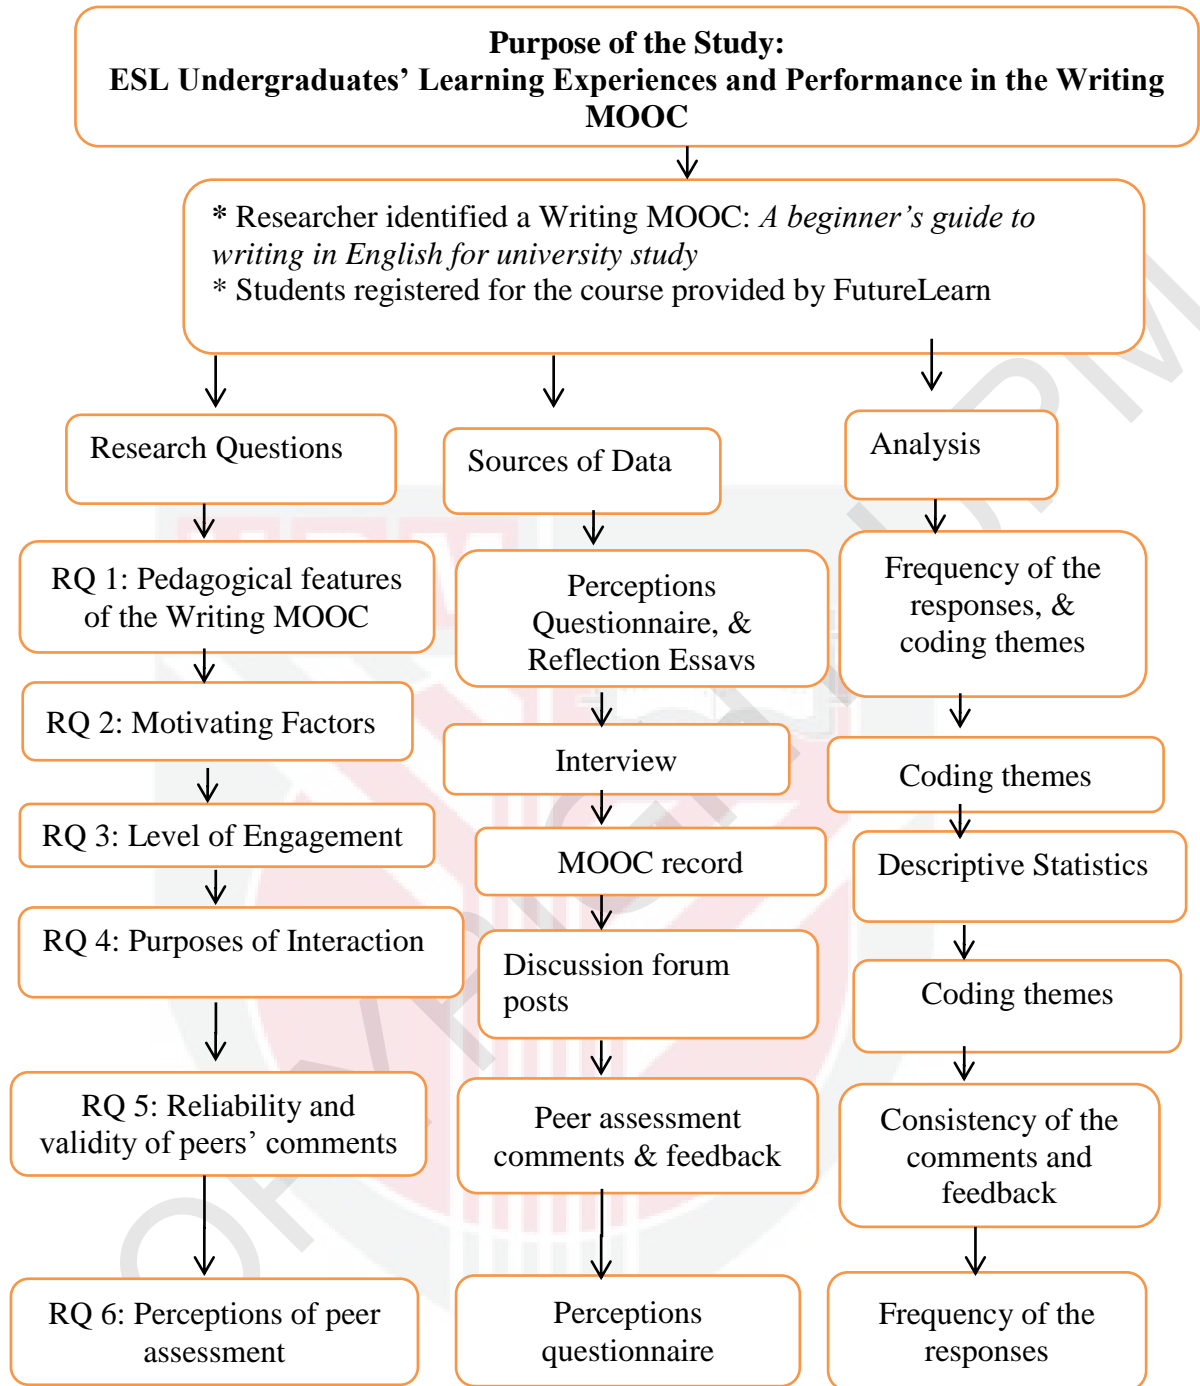 Purpose of the Study:
ESL Undergraduates’ Learning Experiences and Performance in the Writing
MOOC
* Researcher identified a Writing MOOC: A beginner’s guide to
writing in English for university study
* Students registered for the course provided by FutureLearn
Research Questions
Sources of Data
Analysis
RQ 1: Pedagogical features
of the Writing MOOC
Perceptions
Questionnaire, &
Reflection Essays
Frequency of the
responses, &
coding themes
RQ 2: Motivating Factors
Interview
Coding themes
RQ 3: Level of Engagement
MOOC record
Descriptive Statistics
RQ 4: Purposes of Interaction
Discussion forum
posts
Coding themes
RQ 5: Reliability and
validity of peers’ comments
Peer assessment
comments & feedback
Consistency of the
comments and
feedback
RQ 6: Perceptions of peer
assessment
Perceptions
questionnaire
Frequency of the
responses
COPYRIGHT UPM